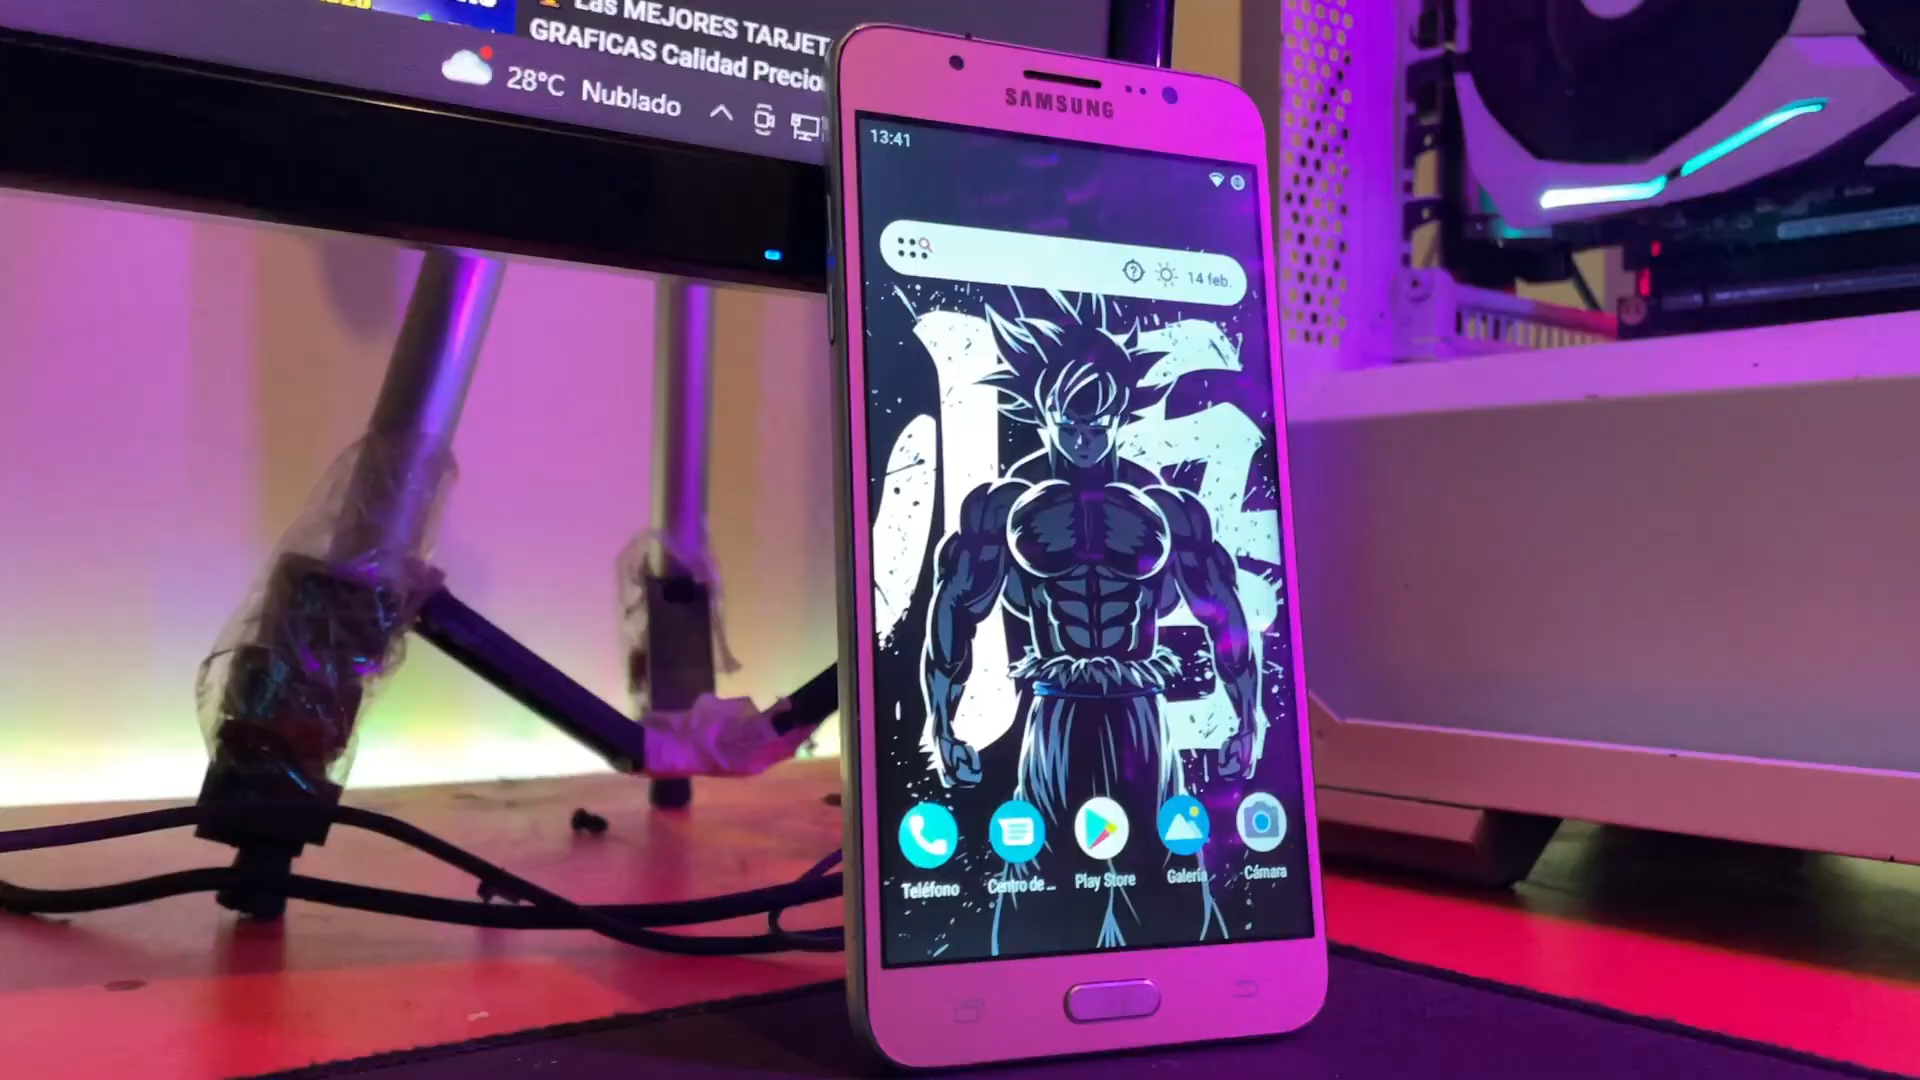 Las MEJORES TARJET
GRAFICAS Calidad Precio
28°C Nublado
SAMSUNG
13:41
14 feb.
Teléfono
Centro de ...
Play Store
Galería
Cámara